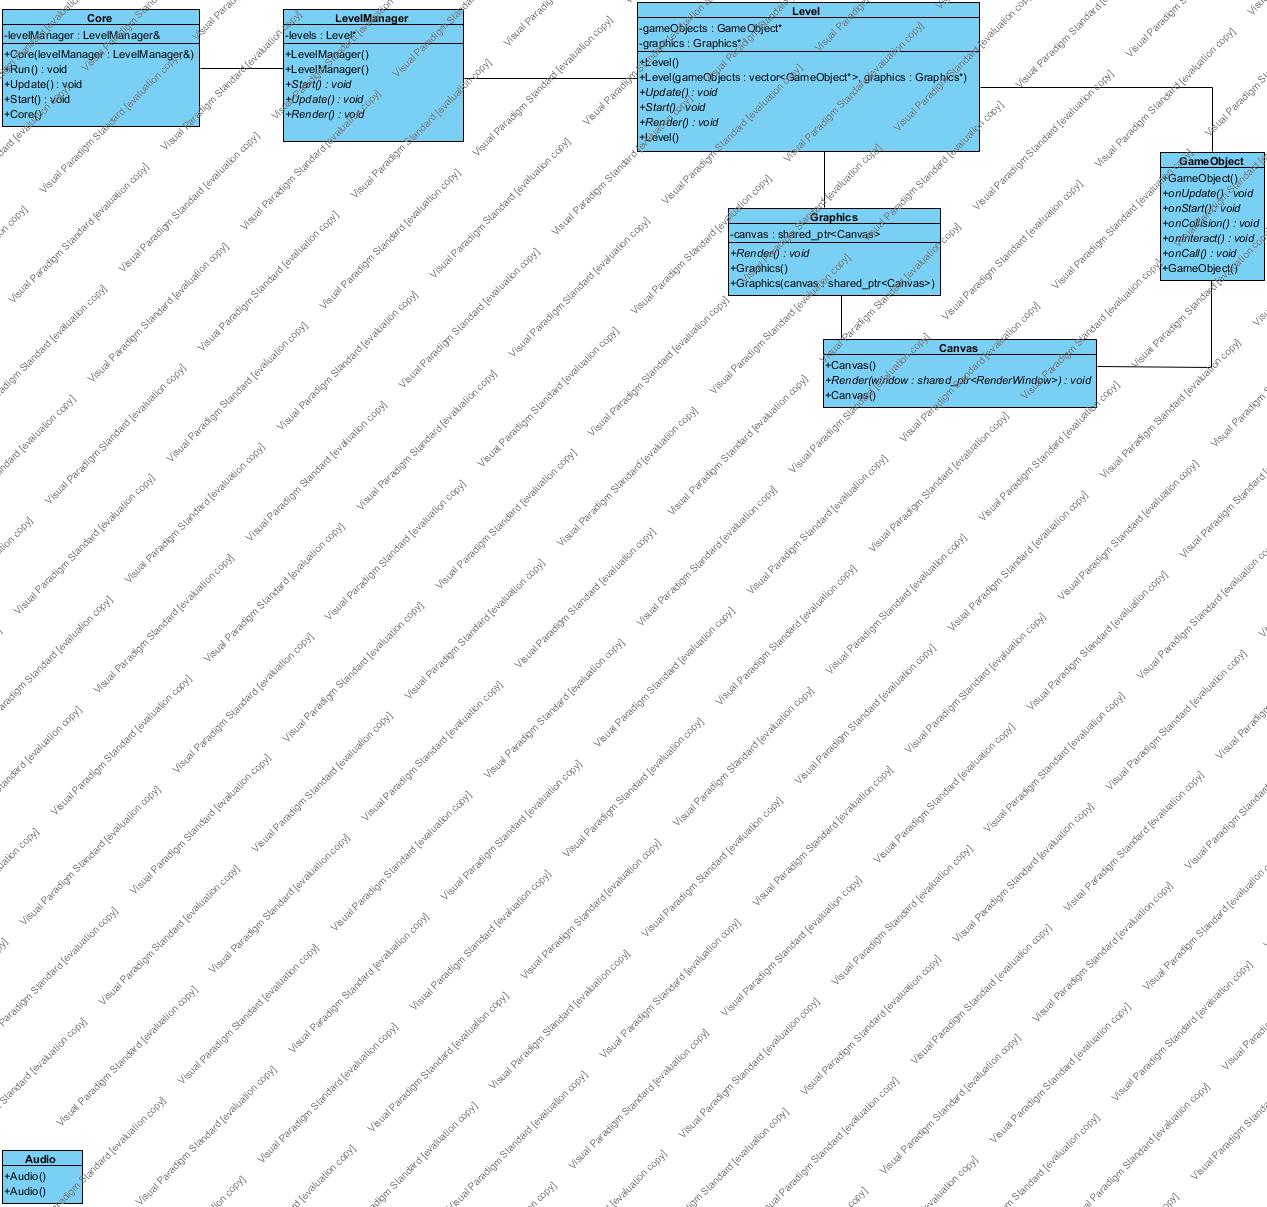 Core
-levelManager : LevelManager&
+Core(levelManager : LevelManager&)
+Run() : void
+Update() : void
+Start() : void
+Core()
LevelManager
-levels : Level*
+LevelManager()
+LevelManager()
+Start() : void
+Update() : void
+Render() : void
Level
-gameObjects : GameObject*
-graphics : Graphics*
+Level()
+Level(gameObjects : vector<GameObject*>, graphics : Graphics*)
+Update() : void
+Start() : void
+Render() : void
+Level()
GameObject
+GameObject()
+onUpdate() : void
+onStart() : void
+onCollision() : void
+onInteract() : void
+onCall() : void
+GameObject()
Graphics
-canvas : shared_ptr<Canvas>
+Render() : void
+Graphics()
+Graphics(canvas : shared_ptr<Canvas>)
Canvas
+Canvas()
+Render(window : shared_ptr<RenderWindow>) : void
+Canvas()
Audio
+Audio()
+Audio()
Visual Paradigm Standard [evaluation copy]